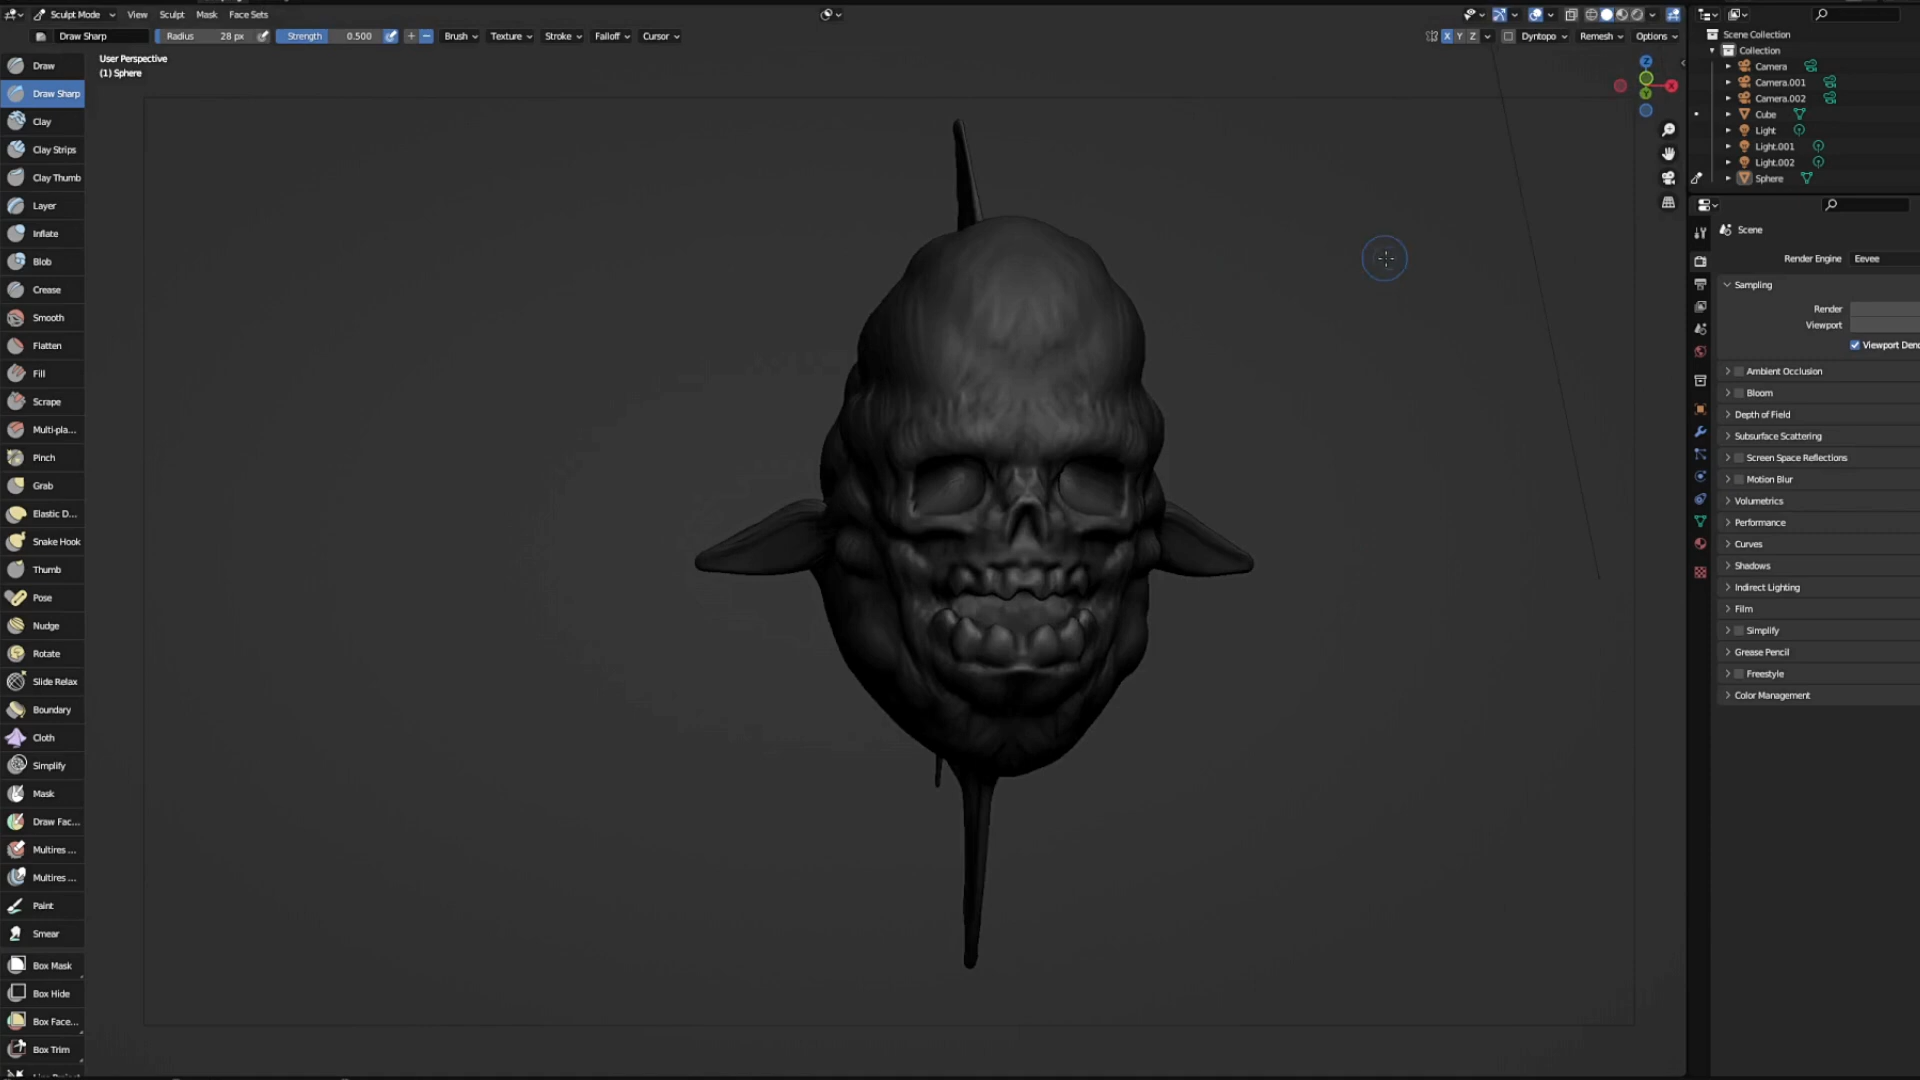 Sculpt Mode View Sculpt Mask Face Sets
Draw Sharp Radius 28 px Strength 0.500 Brush Texture Stroke Falloff Cursor X Y Z Dyntopo Remesh Options
User Perspective
(1) Sphere
Draw
Draw Sharp
Clay
Clay Strips
Clay Thumb
Layer
Inflate
Blob
Crease
Smooth
Flatten
Fill
Scrape
Multi-pla...
Pinch
Grab
Elastic D...
Snake Hook
Thumb
Pose
Nudge
Rotate
Slide Relax
Boundary
Cloth
Simplify
Mask
Draw Fac...
Multires ...
Multires ...
Paint
Smear
Box Mask
Box Hide
Box Face...
Box Trim
Z
Y
X
Scene Collection
Collection
Camera
Camera.001
Camera.002
Cube
Light
Light.001
Light.002
Sphere
Scene
Render Engine Eevee
Sampling
Render
Viewport
Viewport Deno
Ambient Occlusion
Bloom
Depth of Field
Subsurface Scattering
Screen Space Reflections
Motion Blur
Volumetrics
Performance
Curves
Shadows
Indirect Lighting
Film
Simplify
Grease Pencil
Freestyle
Color Management